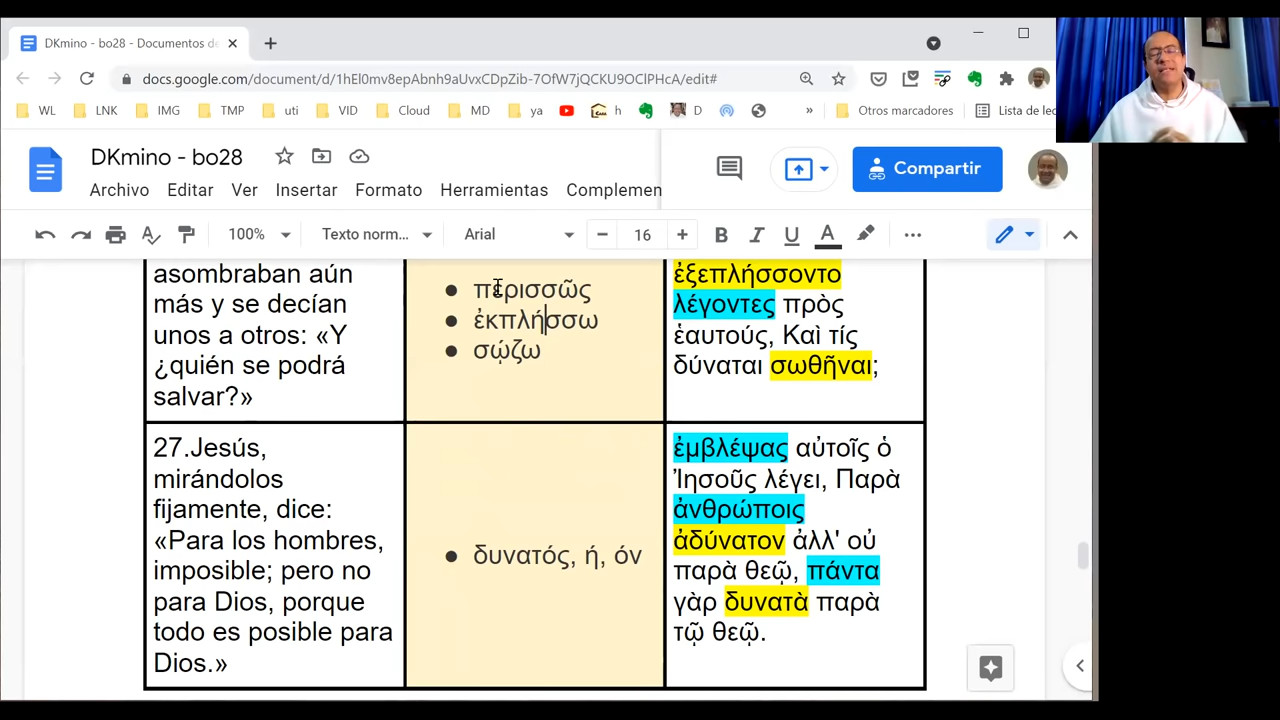 DKmino - bo28 - Documentos de
docs.google.com/document/d/1hEl0mv8epAbnh9aUvxCDpZib-7OfW7jQCKU9OCIPHcA/edit#
WL LNK IMG TMP uti VID Cloud MD ya h D » Otros marcadores Lista de lec
DKmino - bo28
Archivo Editar Ver Insertar Formato Herramientas Complemen
Compartir
100% Texto norm... Arial 16 B I U A
asombraban aún
más y se decían
unos a otros: «Y
¿quién se podrá
salvar?»
● περισσῶς
● ἐκπλήσσω
● σῴζω
ἐξεπλήσσοντο
λέγοντες πρὸς
ἑαυτούς, Καὶ τίς
δύναται σωθῆναι;
27.Jesús,
mirándolos
fijamente, dice:
«Para los hombres,
imposible; pero no
para Dios, porque
todo es posible para
Dios.»
● δυνατός, ή, όν
ἐμβλέψας αὐτοῖς ὁ
Ἰησοῦς λέγει, Παρὰ
ἀνθρώποις
ἀδύνατον ἀλλ' οὐ
παρὰ θεῷ, πάντα
γὰρ δυνατὰ παρὰ
τῷ θεῷ.